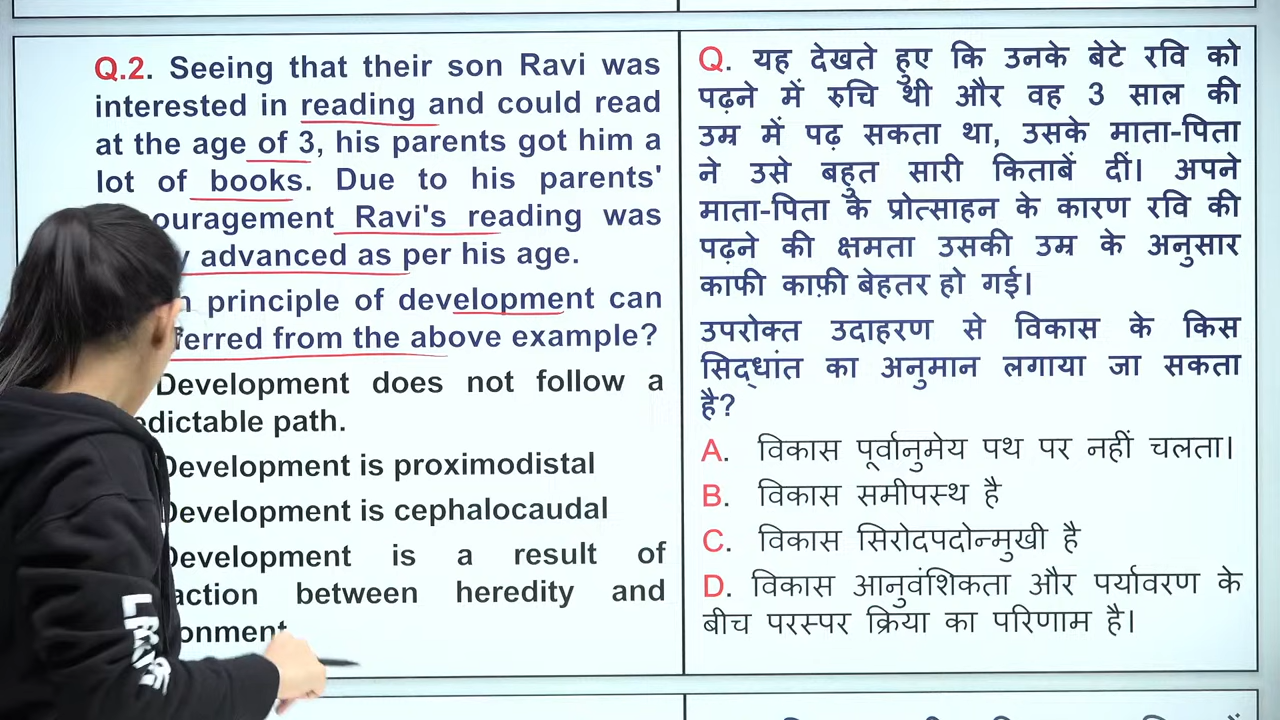 Q.2. Seeing that their son Ravi was
interested in reading and could read
at the age of 3, his parents got him a
lot of books. Due to his parents'
Ravi's reading was
advanced as per his age.
principle of development can
from the above example?
Development does not follow a
path.
Development is proximodistal
Development is cephalocaudal
Development is a result of
between heredity and
Q. यह देखते हुए कि उनके बेटे रवि को
पढ़ने में रुचि थी और वह 3 साल की
उम्र में पढ़ सकता था, उसके माता-पिता
ने उसे बहुत सारी किताबें दीं। अपने
माता-पिता के प्रोत्साहन के कारण रवि की
पढ़ने की क्षमता उसकी उम्र के अनुसार
काफी काफ़ी बेहतर हो गई।
उपरोक्त उदाहरण से विकास के किस
सिद्धांत का अनुमान लगाया जा सकता
है?
A. विकास पूर्वानुमेय पथ पर नहीं चलता।
B. विकास समीपस्थ है
C. विकास सिरोदपदोन्मुखी है
D. विकास आनुवंशिकता और पर्यावरण के
बीच परस्पर क्रिया का परिणाम है।